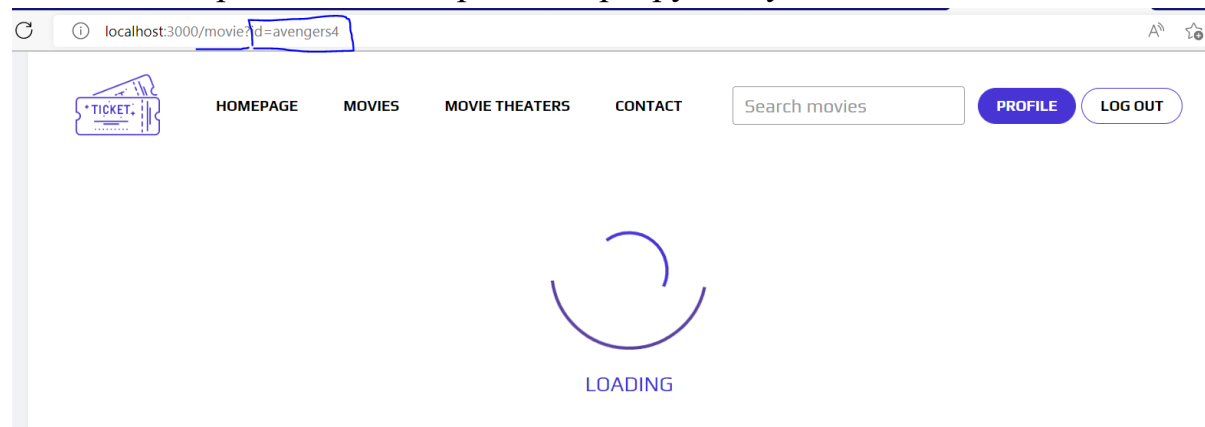 localhost:3000/movie?id=avengers4
TICKET
HOMEPAGE MOVIES MOVIE THEATERS CONTACT Search movies PROFILE LOG OUT
LOADING